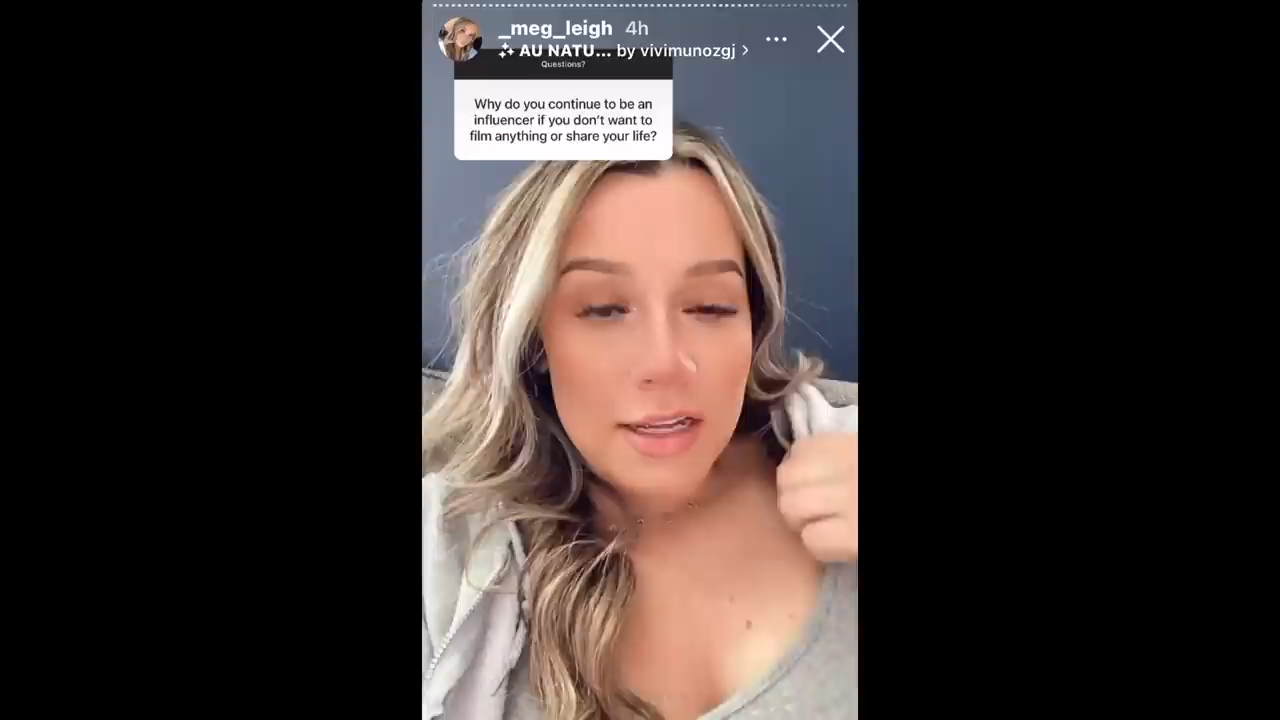 _meg_leigh 4h
✨ AU NATU... by vivimunozgj >
Questions?
Why do you continue to be an
influencer if you don't want to
film anything or share your life?